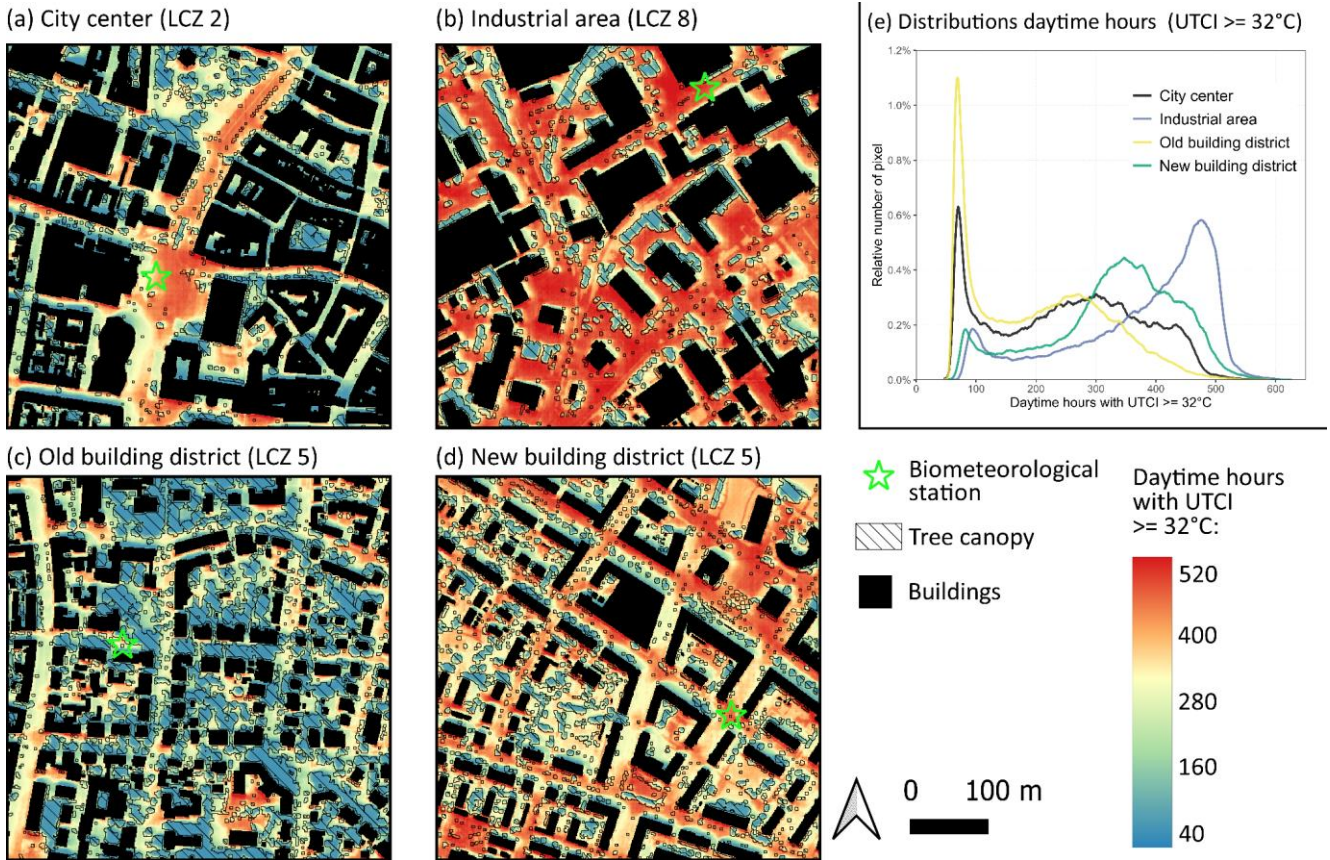 (a) City center (LCZ 2)
(b) Industrial area (LCZ 8)
(e) Distributions daytime hours (UTCI >= 32°C)
1.2%
1.0%
0.8%
0.6%
0.4%
0.2%
0.0%
Relative number of pixel
City center
Industrial area
Old building district
New building district
0
100
200
300
400
500
600
Daytime hours with UTCI >= 32°C
(c) Old building district (LCZ 5)
(d) New building district (LCZ 5)
Biometeorological
station
Tree canopy
Buildings
0 100 m
Daytime hours
with UTCI
>= 32°C:
520
400
280
160
40